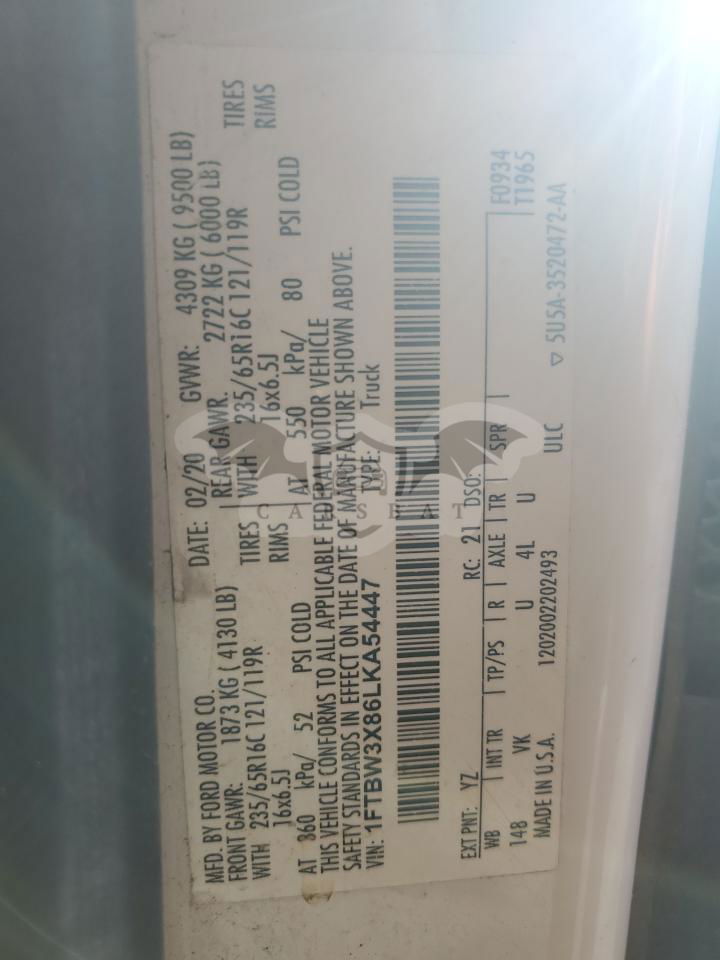 MFD. BY FORD MOTOR CO. DATE: 02/20 GVWR: 4309 KG ( 9500 LB)
FRONT GAWR: 1873 KG ( 4130 LB) REAR GAWR: 2722 KG ( 6000 LB)
WITH 235/65R16C 121/119R TIRES WITH 235/65R16C 121/119R TIRES
16x6.5J RIMS 16x6.5J RIMS
AT 860 kPa/ 52 PSI COLD AT 550 kPa/ 80 PSI COLD
THIS VEHICLE CONFORMS TO ALL APPLICABLE FEDERAL MOTOR VEHICLE
SAFETY STANDARDS IN EFFECT ON THE DATE OF MANUFACTURE SHOWN ABOVE.
VIN: 1FTBW3X86LKA54447 TYPE: Truck
CARSBAT
EXT PNT: YZ RC: 21 DSO:
WB INT TR TP/PS R AXLE TR SPR F0934
148 VK U 4L U T1965
MADE IN U.S.A. 1202002202493 ULC ▽ 5U5A-3520472-AA